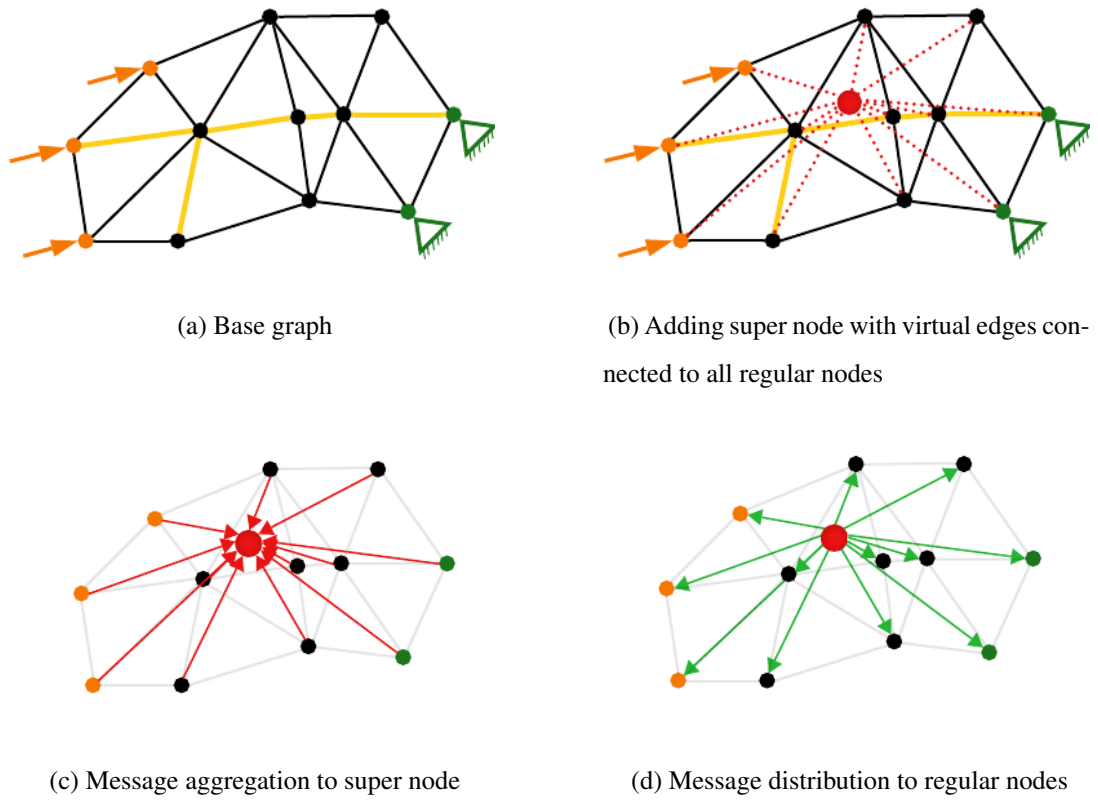 (a) Base graph
(b) Adding super node with virtual edges con-
nected to all regular nodes
(c) Message aggregation to super node
(d) Message distribution to regular nodes